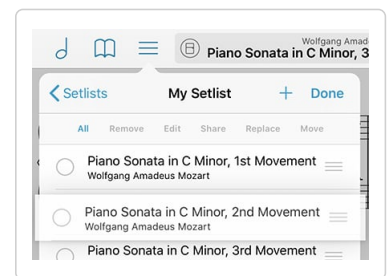 Wolfgang Amad
Piano Sonata in C Minor, 3
Setlists
My Setlist
Done
All Remove Edit Share Replace Move
Piano Sonata in C Minor, 1st Movement
Wolfgang Amadeus Mozart
Piano Sonata in C Minor, 2nd Movement
Wolfgang Amadeus Mozart
Piano Sonata in C Minor, 3rd Movement